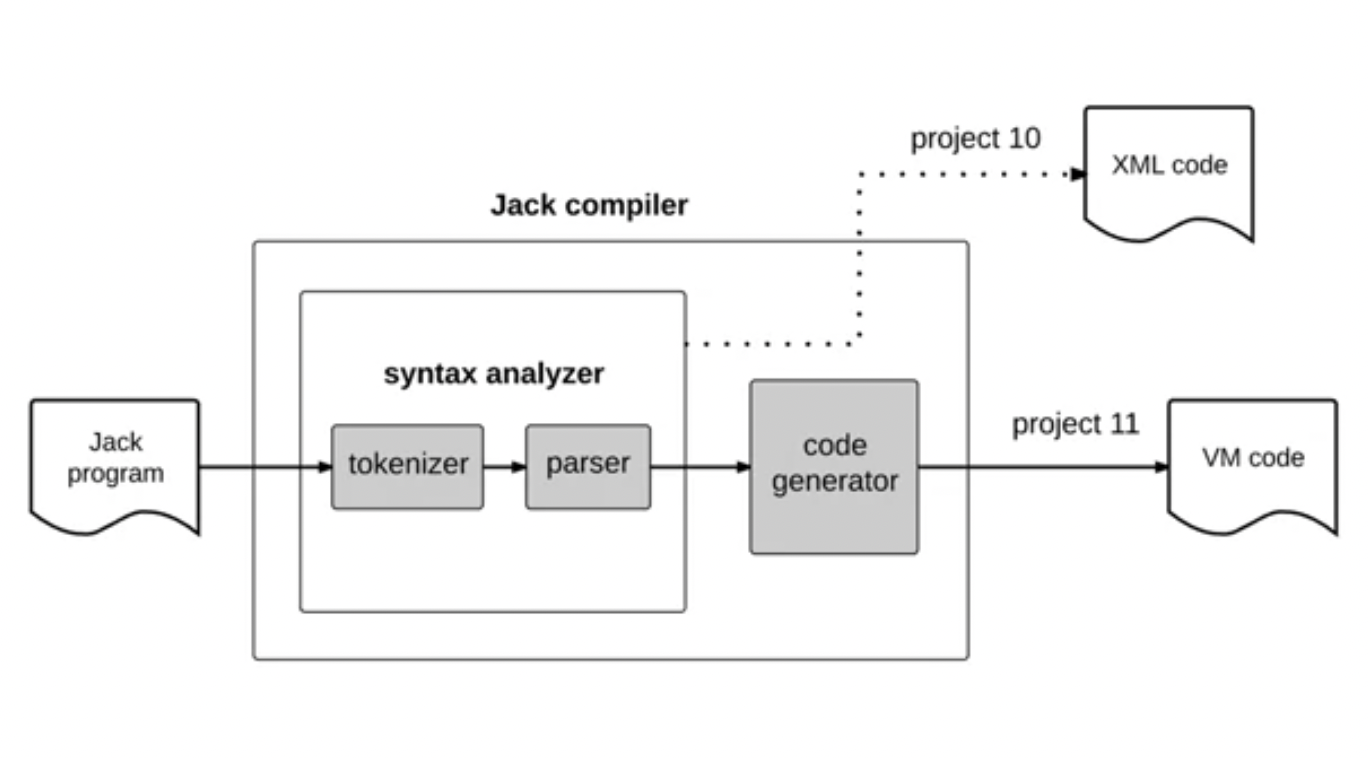 project 10
XML code
Jack compiler
syntax analyzer
Jack
program
tokenizer
parser
code
generator
project 11
VM code